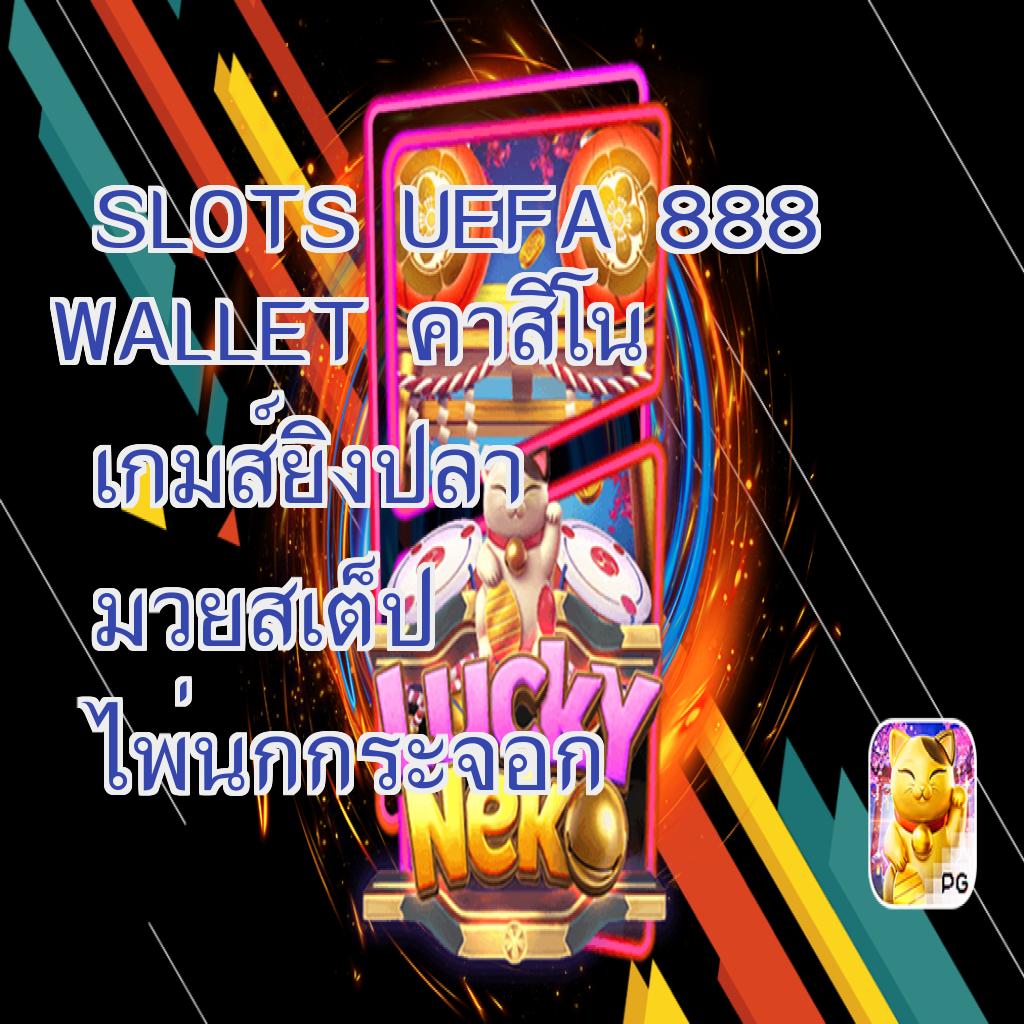 SLOTS UEFA 888
WALLET คาสิโน
เกมส์ยิงปลา
มวยสเต็ป
ไพ่นกกระจอก
LUCKY
NEKO
PG